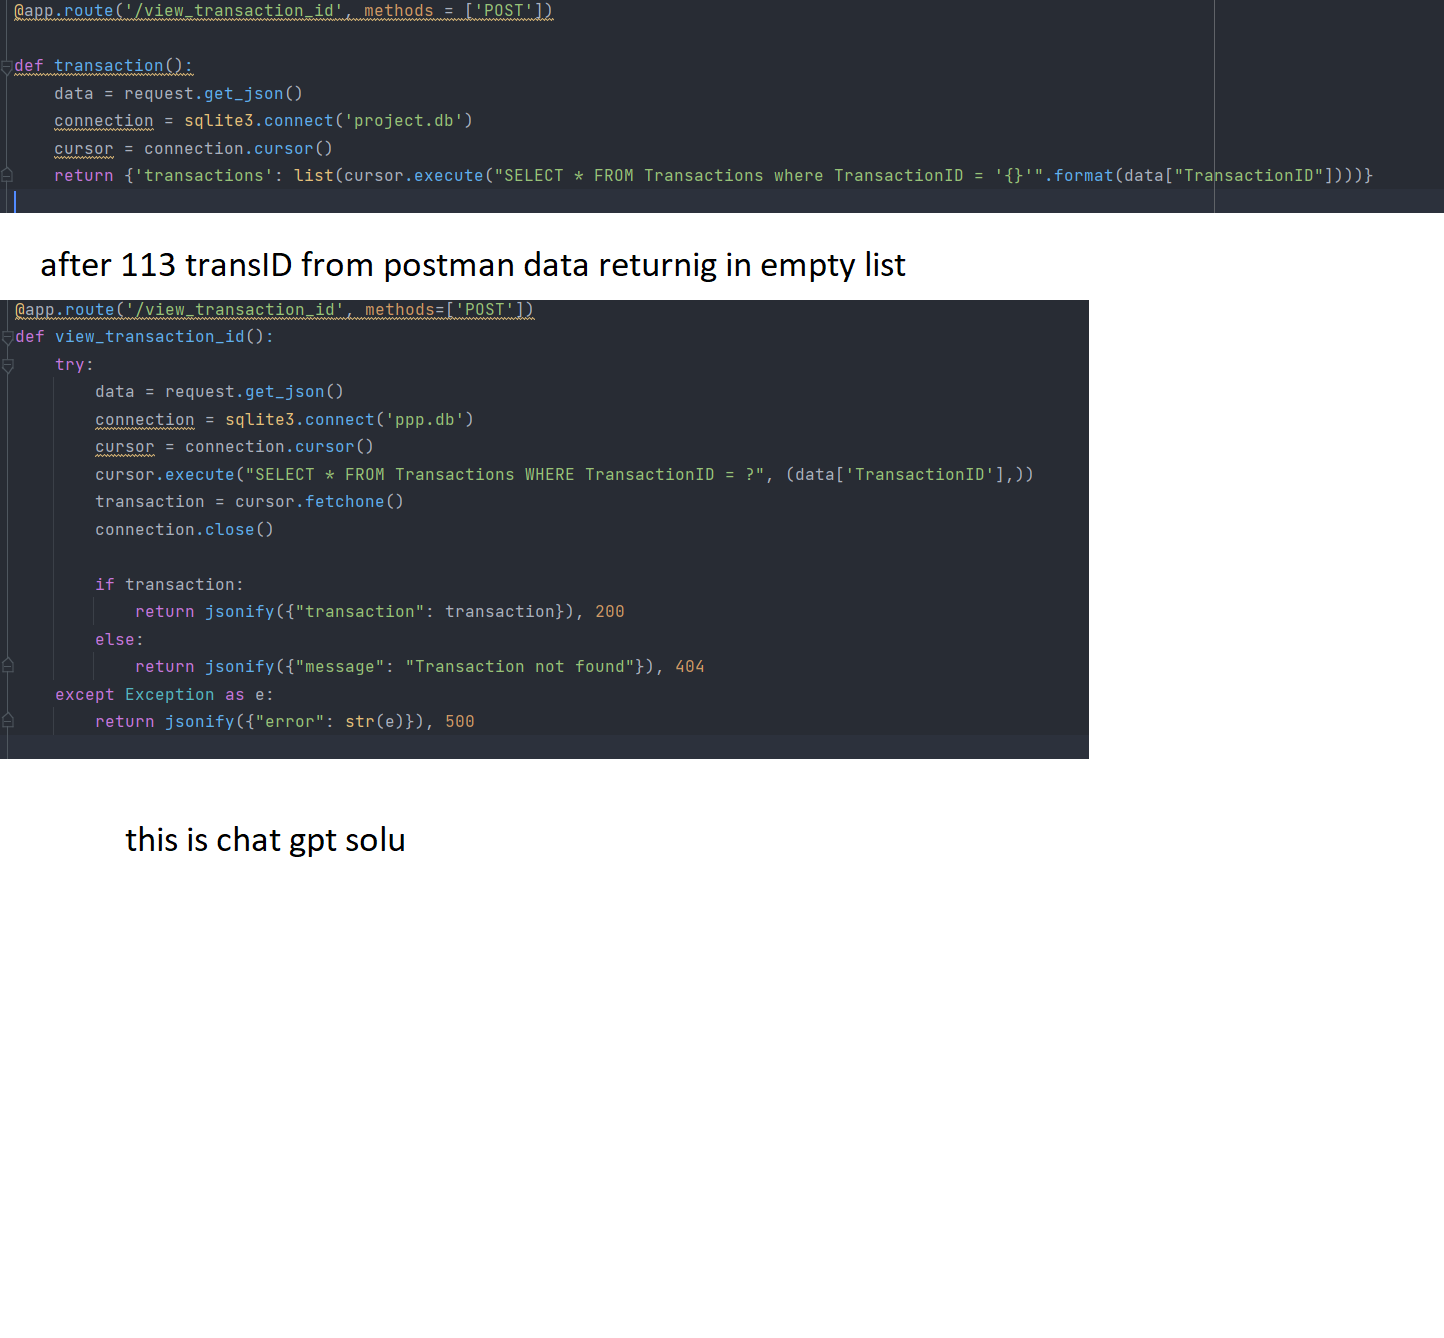 @app.route('/view_transaction_id', methods = ['POST'])
def transaction():
data = request.get_json()
connection = sqlite3.connect('project.db')
cursor = connection.cursor()
return {'transactions': list(cursor.execute("SELECT * FROM Transactions where TransactionID = '{}'".format(data["TransactionID"])))}
after 113 transID from postman data returnig in empty list
@app.route('/view_transaction_id', methods=['POST'])
def view_transaction_id():
try:
data = request.get_json()
connection = sqlite3.connect('ppp.db')
cursor = connection.cursor()
cursor.execute("SELECT * FROM Transactions WHERE TransactionID = ?", (data['TransactionID'],))
transaction = cursor.fetchone()
connection.close()
if transaction:
return jsonify({"transaction": transaction}), 200
else:
return jsonify({"message": "Transaction not found"}), 404
except Exception as e:
return jsonify({"error": str(e)}), 500
this is chat gpt solu